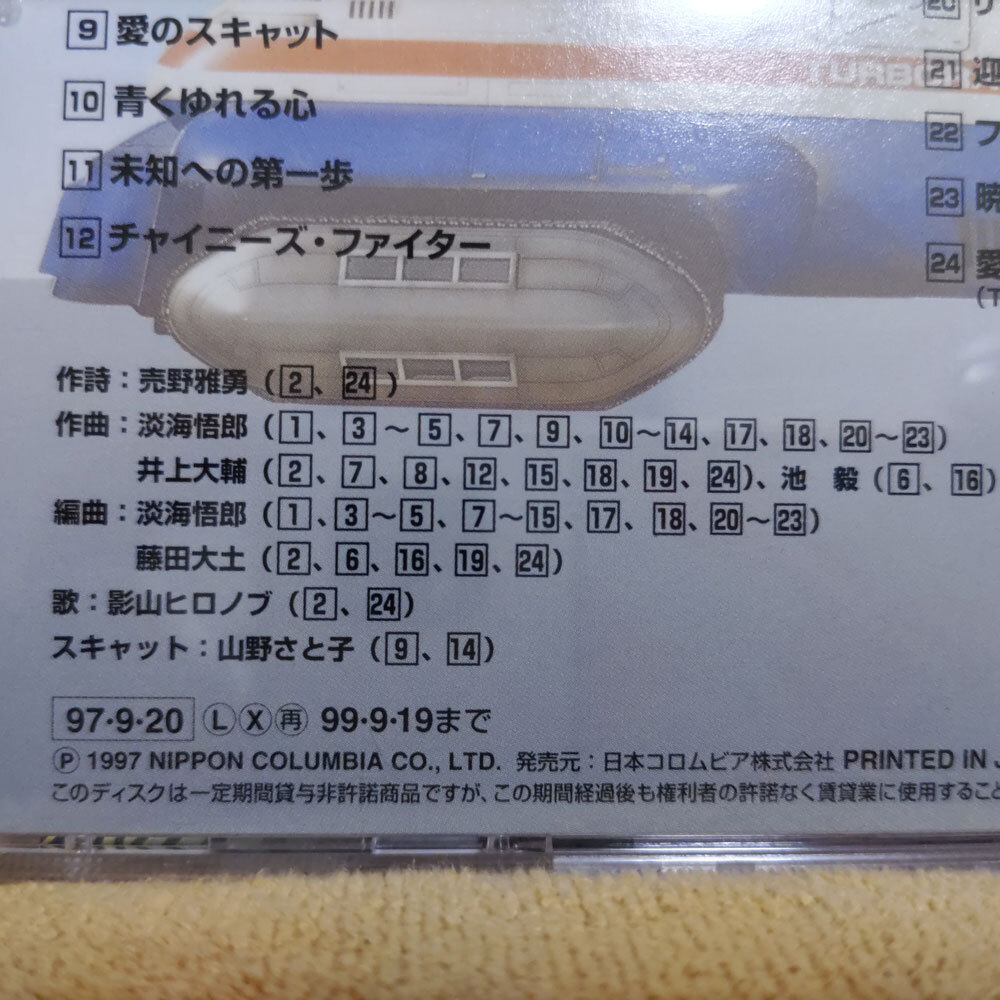 9 愛のスキャット
10 青くゆれる心
11 未知への第一歩
12 チャイニーズ・ファイター
TURBO
20
21 迎
22 フ
23 暁
24 愛
(T
作詩：売野雅勇（2、24）
作曲：淡海悟郎（1、3～5、7、9、10～14、17、18、20～23）
井上大輔（2、7、8、12、15、18、19、24）、池 毅（6、16）
編曲：淡海悟郎（1、3～5、7～15、17、18、20～23）
藤田大土（2、6、16、19、24）
歌：影山ヒロノブ（2、24）
スキャット：山野さと子（9、14）
97・9・20 Ⓛ Ⓧ ㊢再 99・9・19まで
Ⓟ 1997 NIPPON COLUMBIA CO., LTD. 発売元：日本コロムビア株式会社 PRINTED IN J
このディスクは一定期間貸与非許諾商品ですが、この期間経過後も権利者の許諾なく賃貸業に使用すること